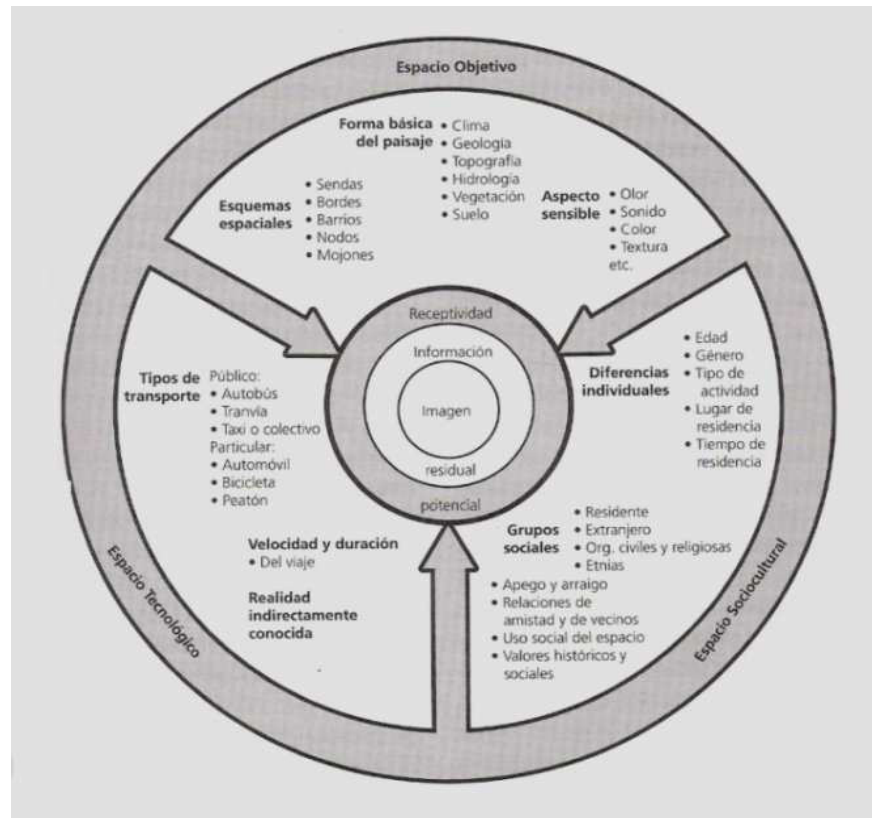 Espacio Objetivo
Forma básica
del paisaje
• Clima
• Geología
• Topografía
• Hidrología
• Vegetación
• Suelo
Esquemas
espaciales
• Sendas
• Bordes
• Barrios
• Nodos
• Mojones
Aspecto
sensible
• Olor
• Sonido
• Color
• Textura
etc.
Receptividad
Información
Imagen
residual
potencial
Tipos de
transporte
Público:
• Autobús
• Tranvía
• Taxi o colectivo
Particular:
• Automóvil
• Bicicleta
• Peatón
Velocidad y duración
• Del viaje
Realidad
indirectamente
conocida
Espacio Tecnológico
Diferencias
individuales
• Edad
• Género
• Tipo de
actividad
• Lugar de
residencia
• Tiempo de
residencia
Grupos
sociales
• Residente
• Extranjero
• Org. civiles y religiosas
• Etnias
• Apego y arraigo
• Relaciones de
amistad y de vecinos
• Uso social del espacio
• Valores históricos y
sociales
Espacio Sociocultural